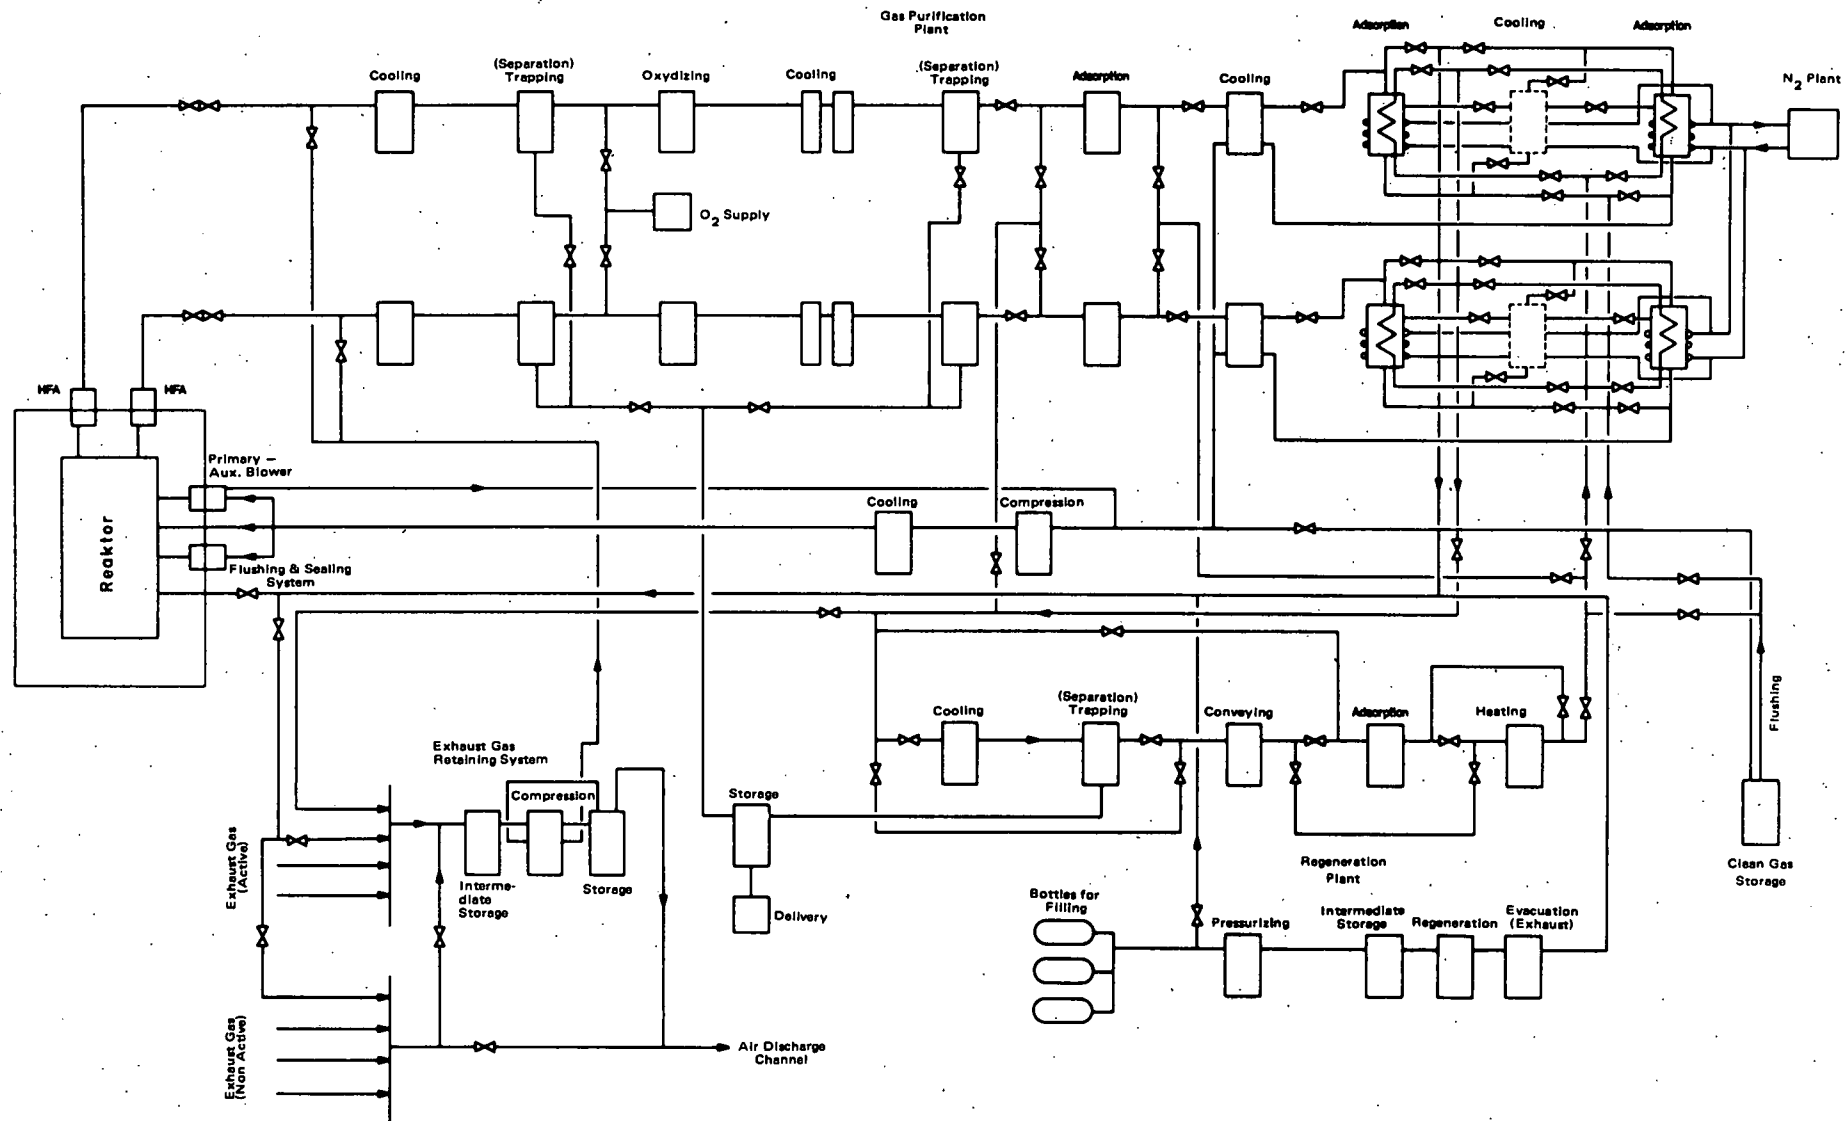 Gas Purification
Plant
Adsorption
Cooling
Adsorption
Cooling
(Separation)
Trapping
Oxydizing
Cooling
(Separation)
Trapping
Adsorption
Cooling
N2 Plant
O2 Supply
HFA
HFA
Primary –
Aux. Blower
Reaktor
Flushing & Sealing
System
Cooling
Compression
Cooling
(Separation)
Trapping
Conveying
Adsorption
Heating
Flushing
Exhaust Gas
Retaining System
Compression
Storage
Exhaust Gas
(Active)
Interme-
diate
Storage
Storage
Delivery
Regeneration
Plant
Clean Gas
Storage
Bottles for
Filling
Pressurizing
Intermediate
Storage
Regeneration
Evacuation
(Exhaust)
Exhaust Gas
(Non Active)
Air Discharge
Channel